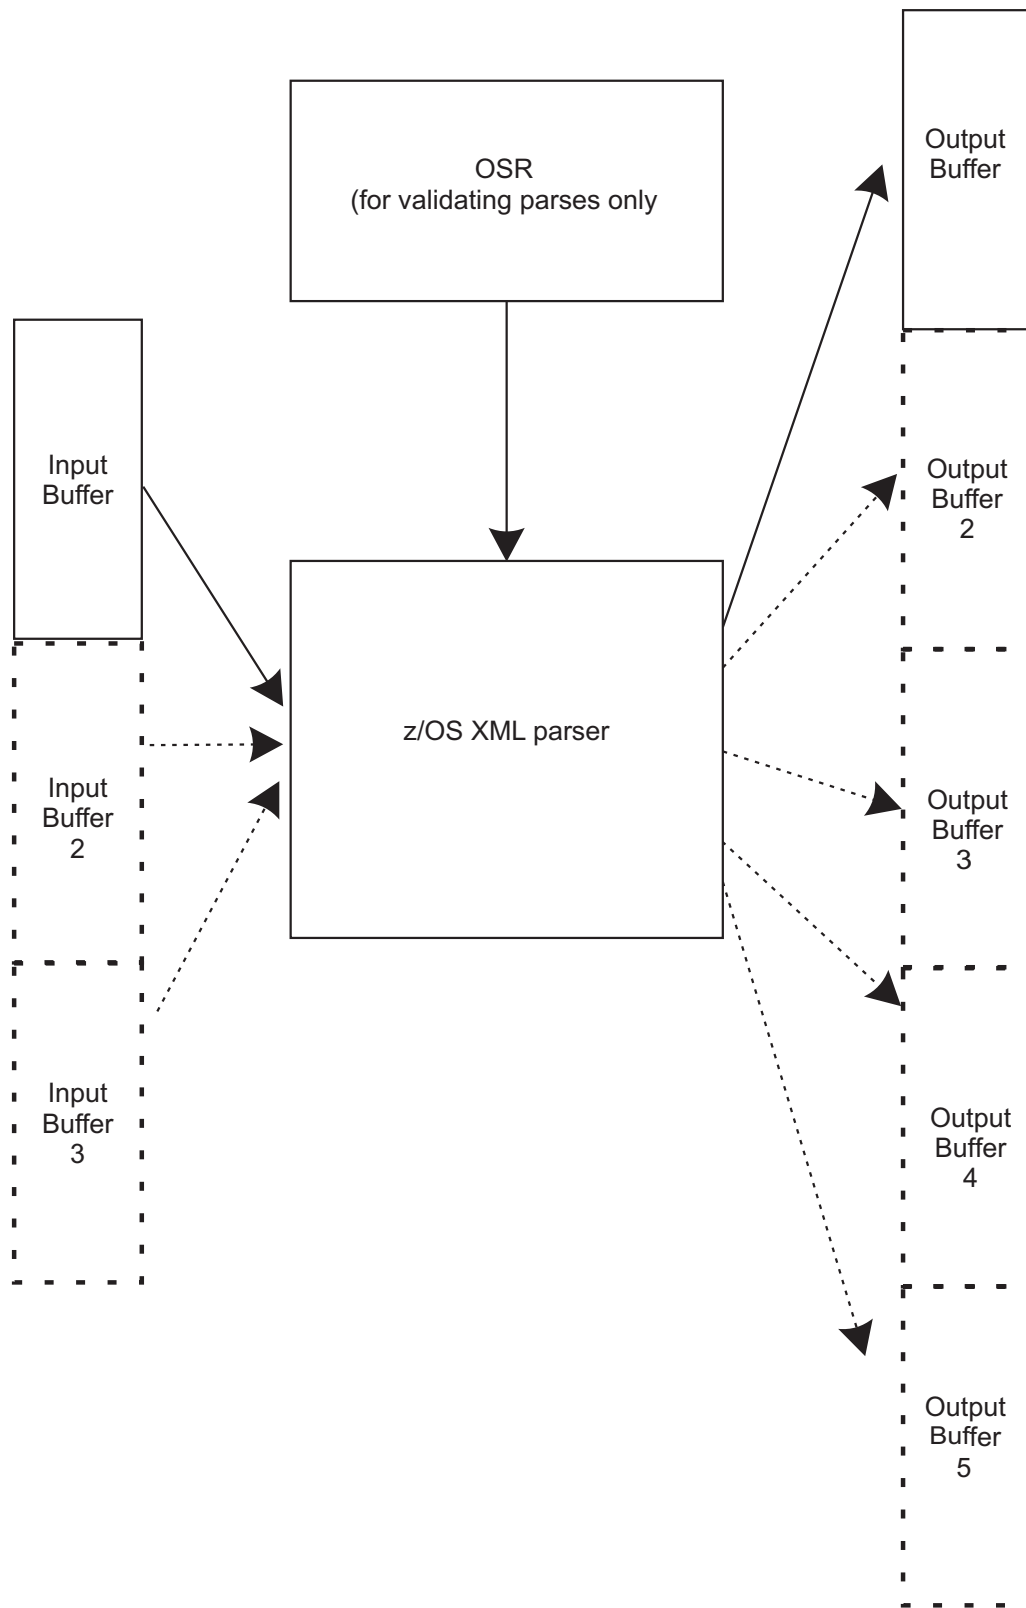 OSR
(for validating parses only
Input
Buffer
Input
Buffer
2
Input
Buffer
3
z/OS XML parser
Output
Buffer
Output
Buffer
2
Output
Buffer
3
Output
Buffer
4
Output
Buffer
5